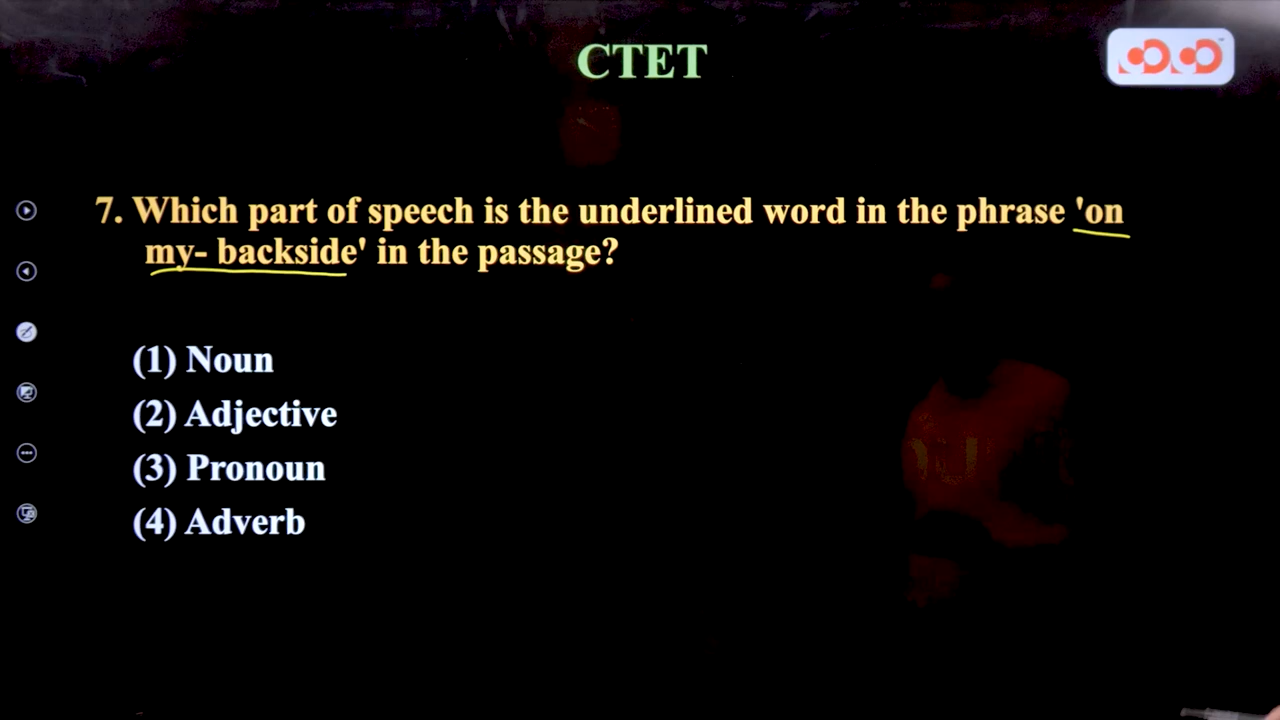 CTET
7. Which part of speech is the underlined word in the phrase 'on
my- backside' in the passage?
(1) Noun
(2) Adjective
(3) Pronoun
(4) Adverb